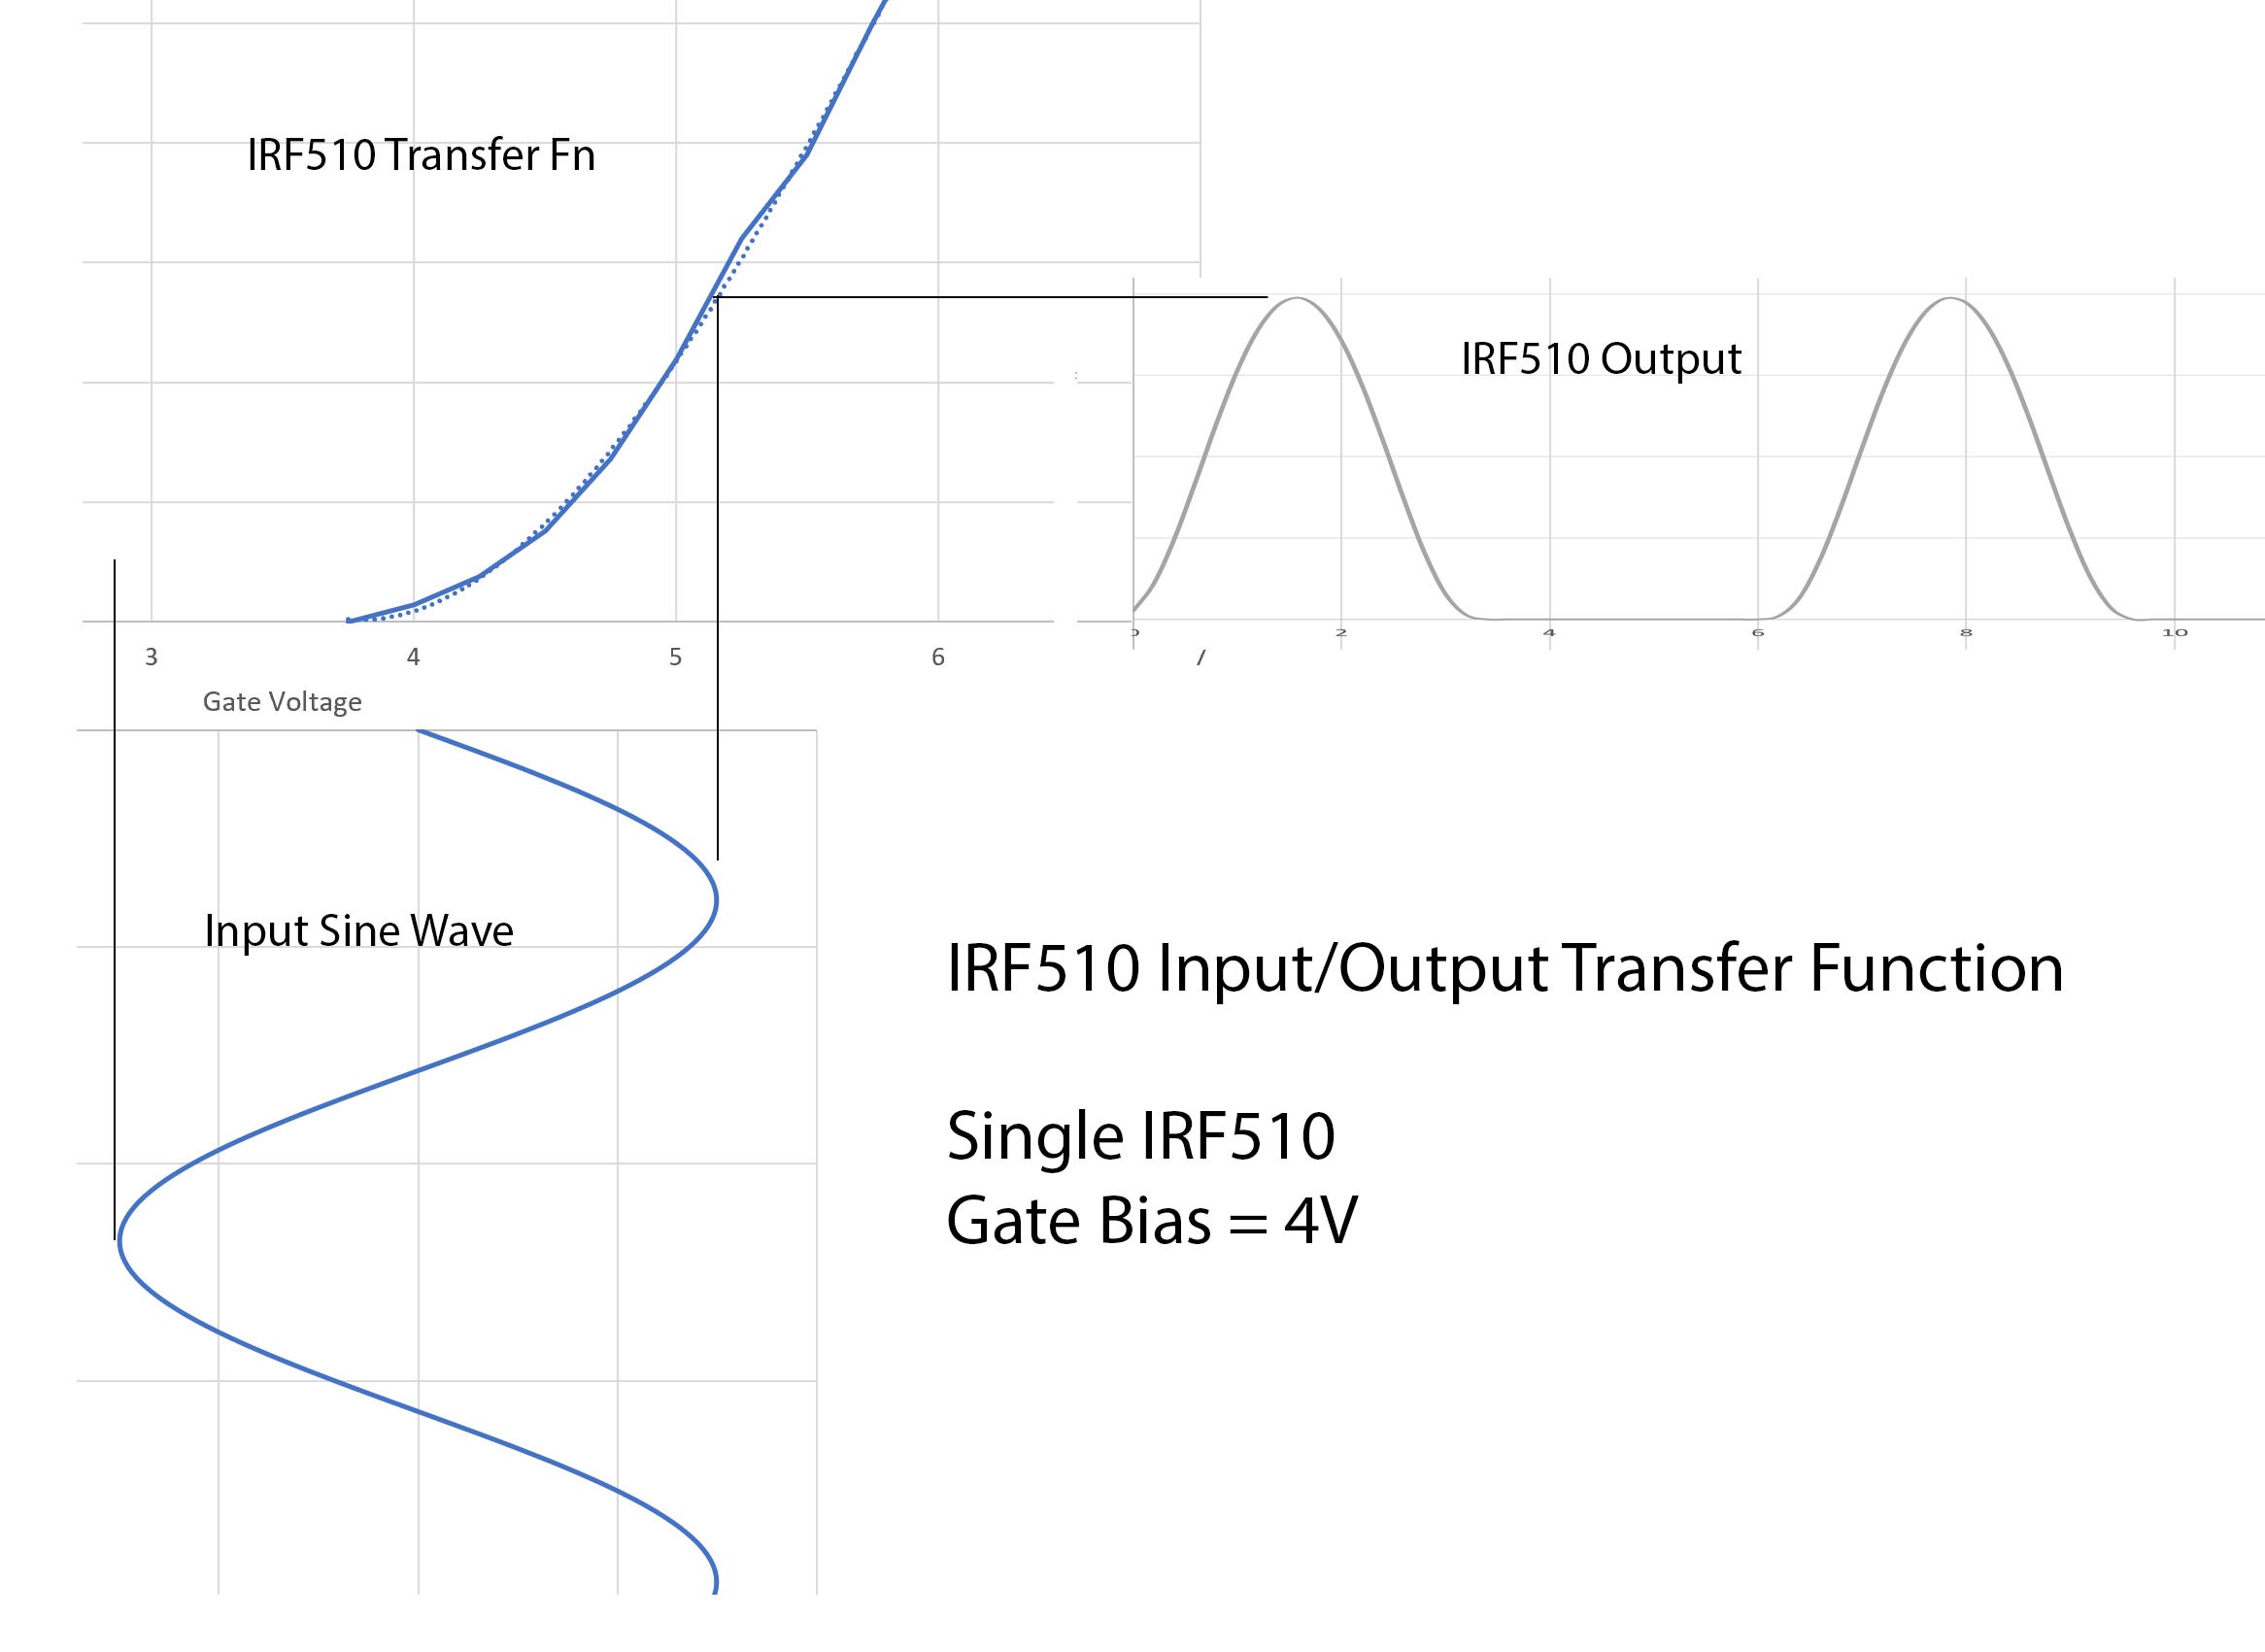 IRF510 Transfer Fn
IRF510 Output
0 2 4 6 8 10
3 4 5 6
Gate Voltage
Input Sine Wave
IRF510 Input/Output Transfer Function
Single IRF510
Gate Bias = 4V